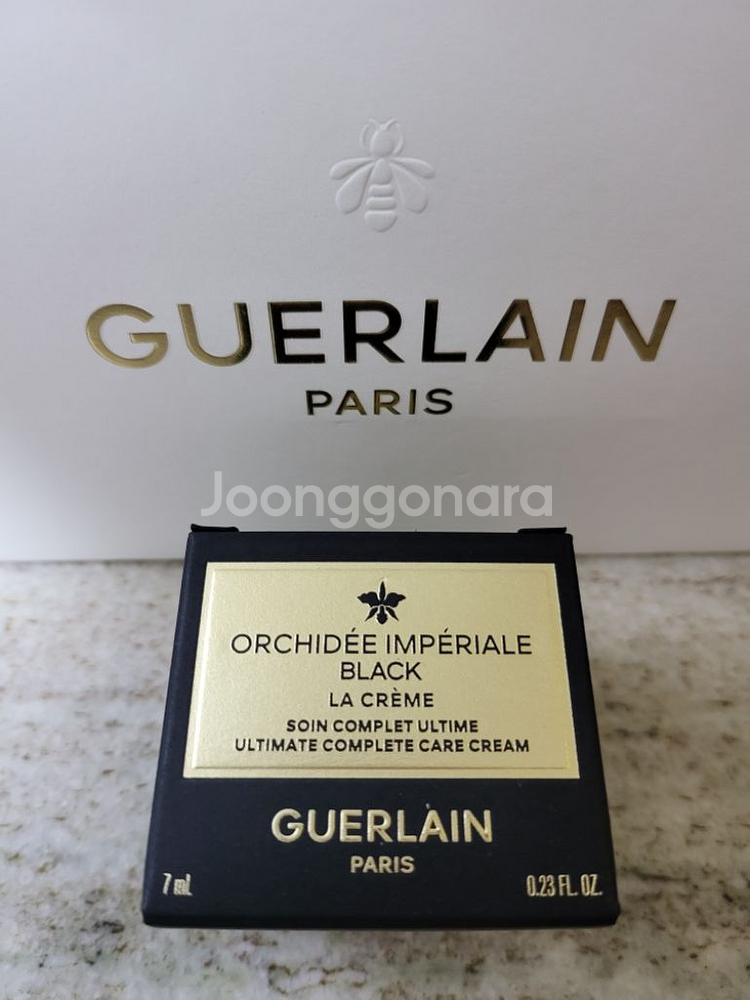 GUERLAIN
PARIS
Joonggonara
ORCHIDÉE IMPÉRIALE
BLACK
LA CRÈME
SOIN COMPLET ULTIME
ULTIMATE COMPLETE CARE CREAM
GUERLAIN
PARIS
7 mL
0.23 FL. OZ.